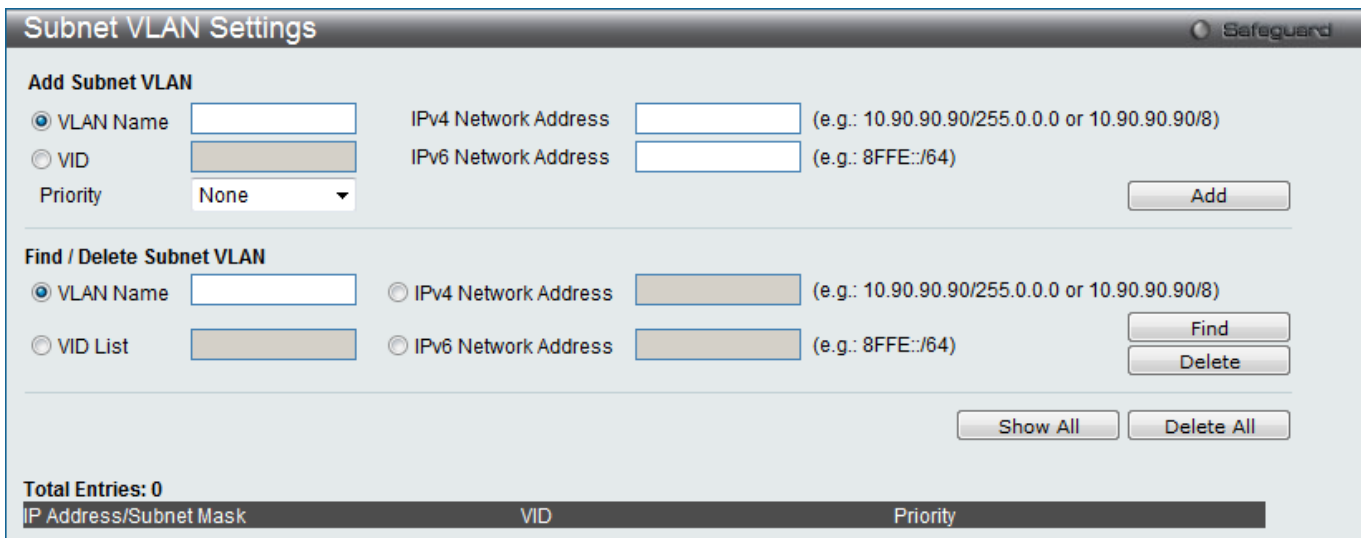 Subnet VLAN Settings
Safeguard
Add Subnet VLAN
VLAN Name IPv4 Network Address (e.g.: 10.90.90.90/255.0.0.0 or 10.90.90.90/8)
VID IPv6 Network Address (e.g.: 8FFE::/64)
Priority None Add
Find / Delete Subnet VLAN
VLAN Name IPv4 Network Address (e.g.: 10.90.90.90/255.0.0.0 or 10.90.90.90/8)
VID List IPv6 Network Address (e.g.: 8FFE::/64) Find
Delete
Show All Delete All
Total Entries: 0
IP Address/Subnet Mask VID Priority